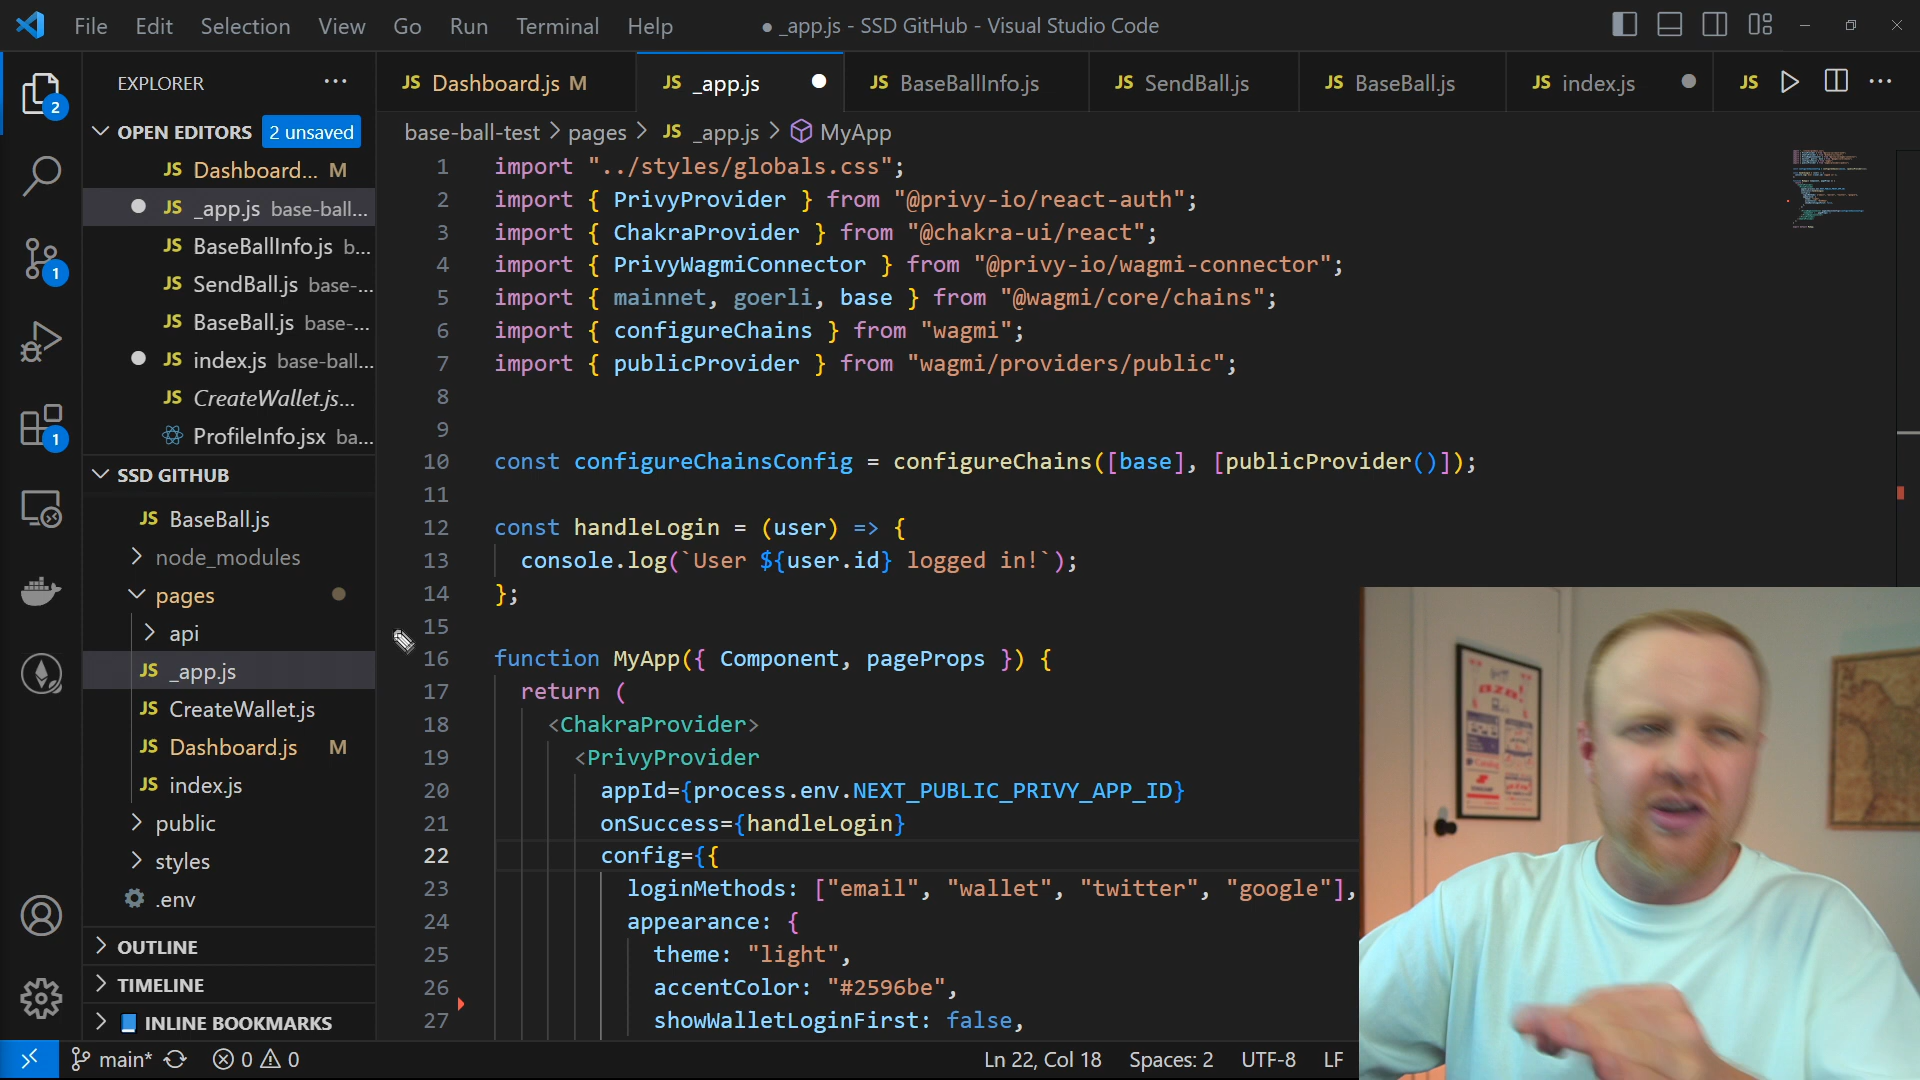 File Edit Selection View Go Run Terminal Help
● _app.js - SSD GitHub - Visual Studio Code
EXPLORER
OPEN EDITORS 2 unsaved
JS Dashboard... M
JS _app.js base-ball...
JS BaseBallInfo.js b...
JS SendBall.js base-...
JS BaseBall.js base-...
JS index.js base-ball...
JS CreateWallet.js...
ProfileInfo.jsx ba...
SSD GITHUB
JS BaseBall.js
node_modules
pages
api
JS _app.js
JS CreateWallet.js
JS Dashboard.js M
JS index.js
public
styles
.env
OUTLINE
TIMELINE
INLINE BOOKMARKS
2
1
1
JS Dashboard.js M
JS _app.js
JS BaseBallInfo.js
JS SendBall.js
JS BaseBall.js
JS index.js
JS
base-ball-test > pages > JS _app.js > MyApp
1 import "../styles/globals.css";
2 import { PrivyProvider } from "@privy-io/react-auth";
3 import { ChakraProvider } from "@chakra-ui/react";
4 import { PrivyWagmiConnector } from "@privy-io/wagmi-connector";
5 import { mainnet, goerli, base } from "@wagmi/core/chains";
6 import { configureChains } from "wagmi";
7 import { publicProvider } from "wagmi/providers/public";
8
9
10 const configureChainsConfig = configureChains([base], [publicProvider()]);
11
12 const handleLogin = (user) => {
13 console.log(`User ${user.id} logged in!`);
14 };
15
16 function MyApp({ Component, pageProps }) {
17 return (
18 <ChakraProvider>
19 <PrivyProvider
20 appId={process.env.NEXT_PUBLIC_PRIVY_APP_ID}
21 onSuccess={handleLogin}
22 config={{
23 loginMethods: ["email", "wallet", "twitter", "google"],
24 appearance: {
25 theme: "light",
26 accentColor: "#2596be",
27 showWalletLoginFirst: false,
main* 0 0
Ln 22, Col 18 Spaces: 2 UTF-8 LF